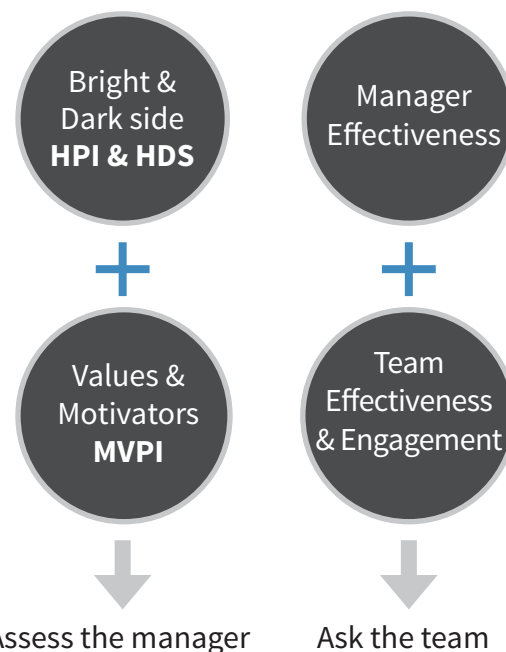 Bright &
Dark side
HPI & HDS
Manager
Effectiveness
Values &
Motivators
MVPI
Team
Effectiveness
& Engagement
Assess the manager
Ask the team